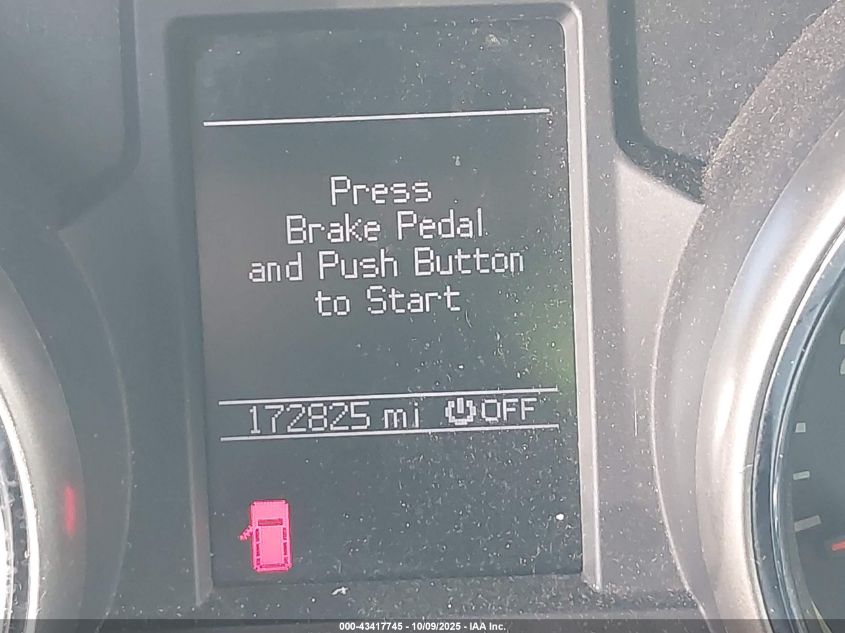 Press
Brake Pedal
and Push Button
to Start
172825 mi OFF
000-43417745 - 10/09/2025 - IAA Inc.